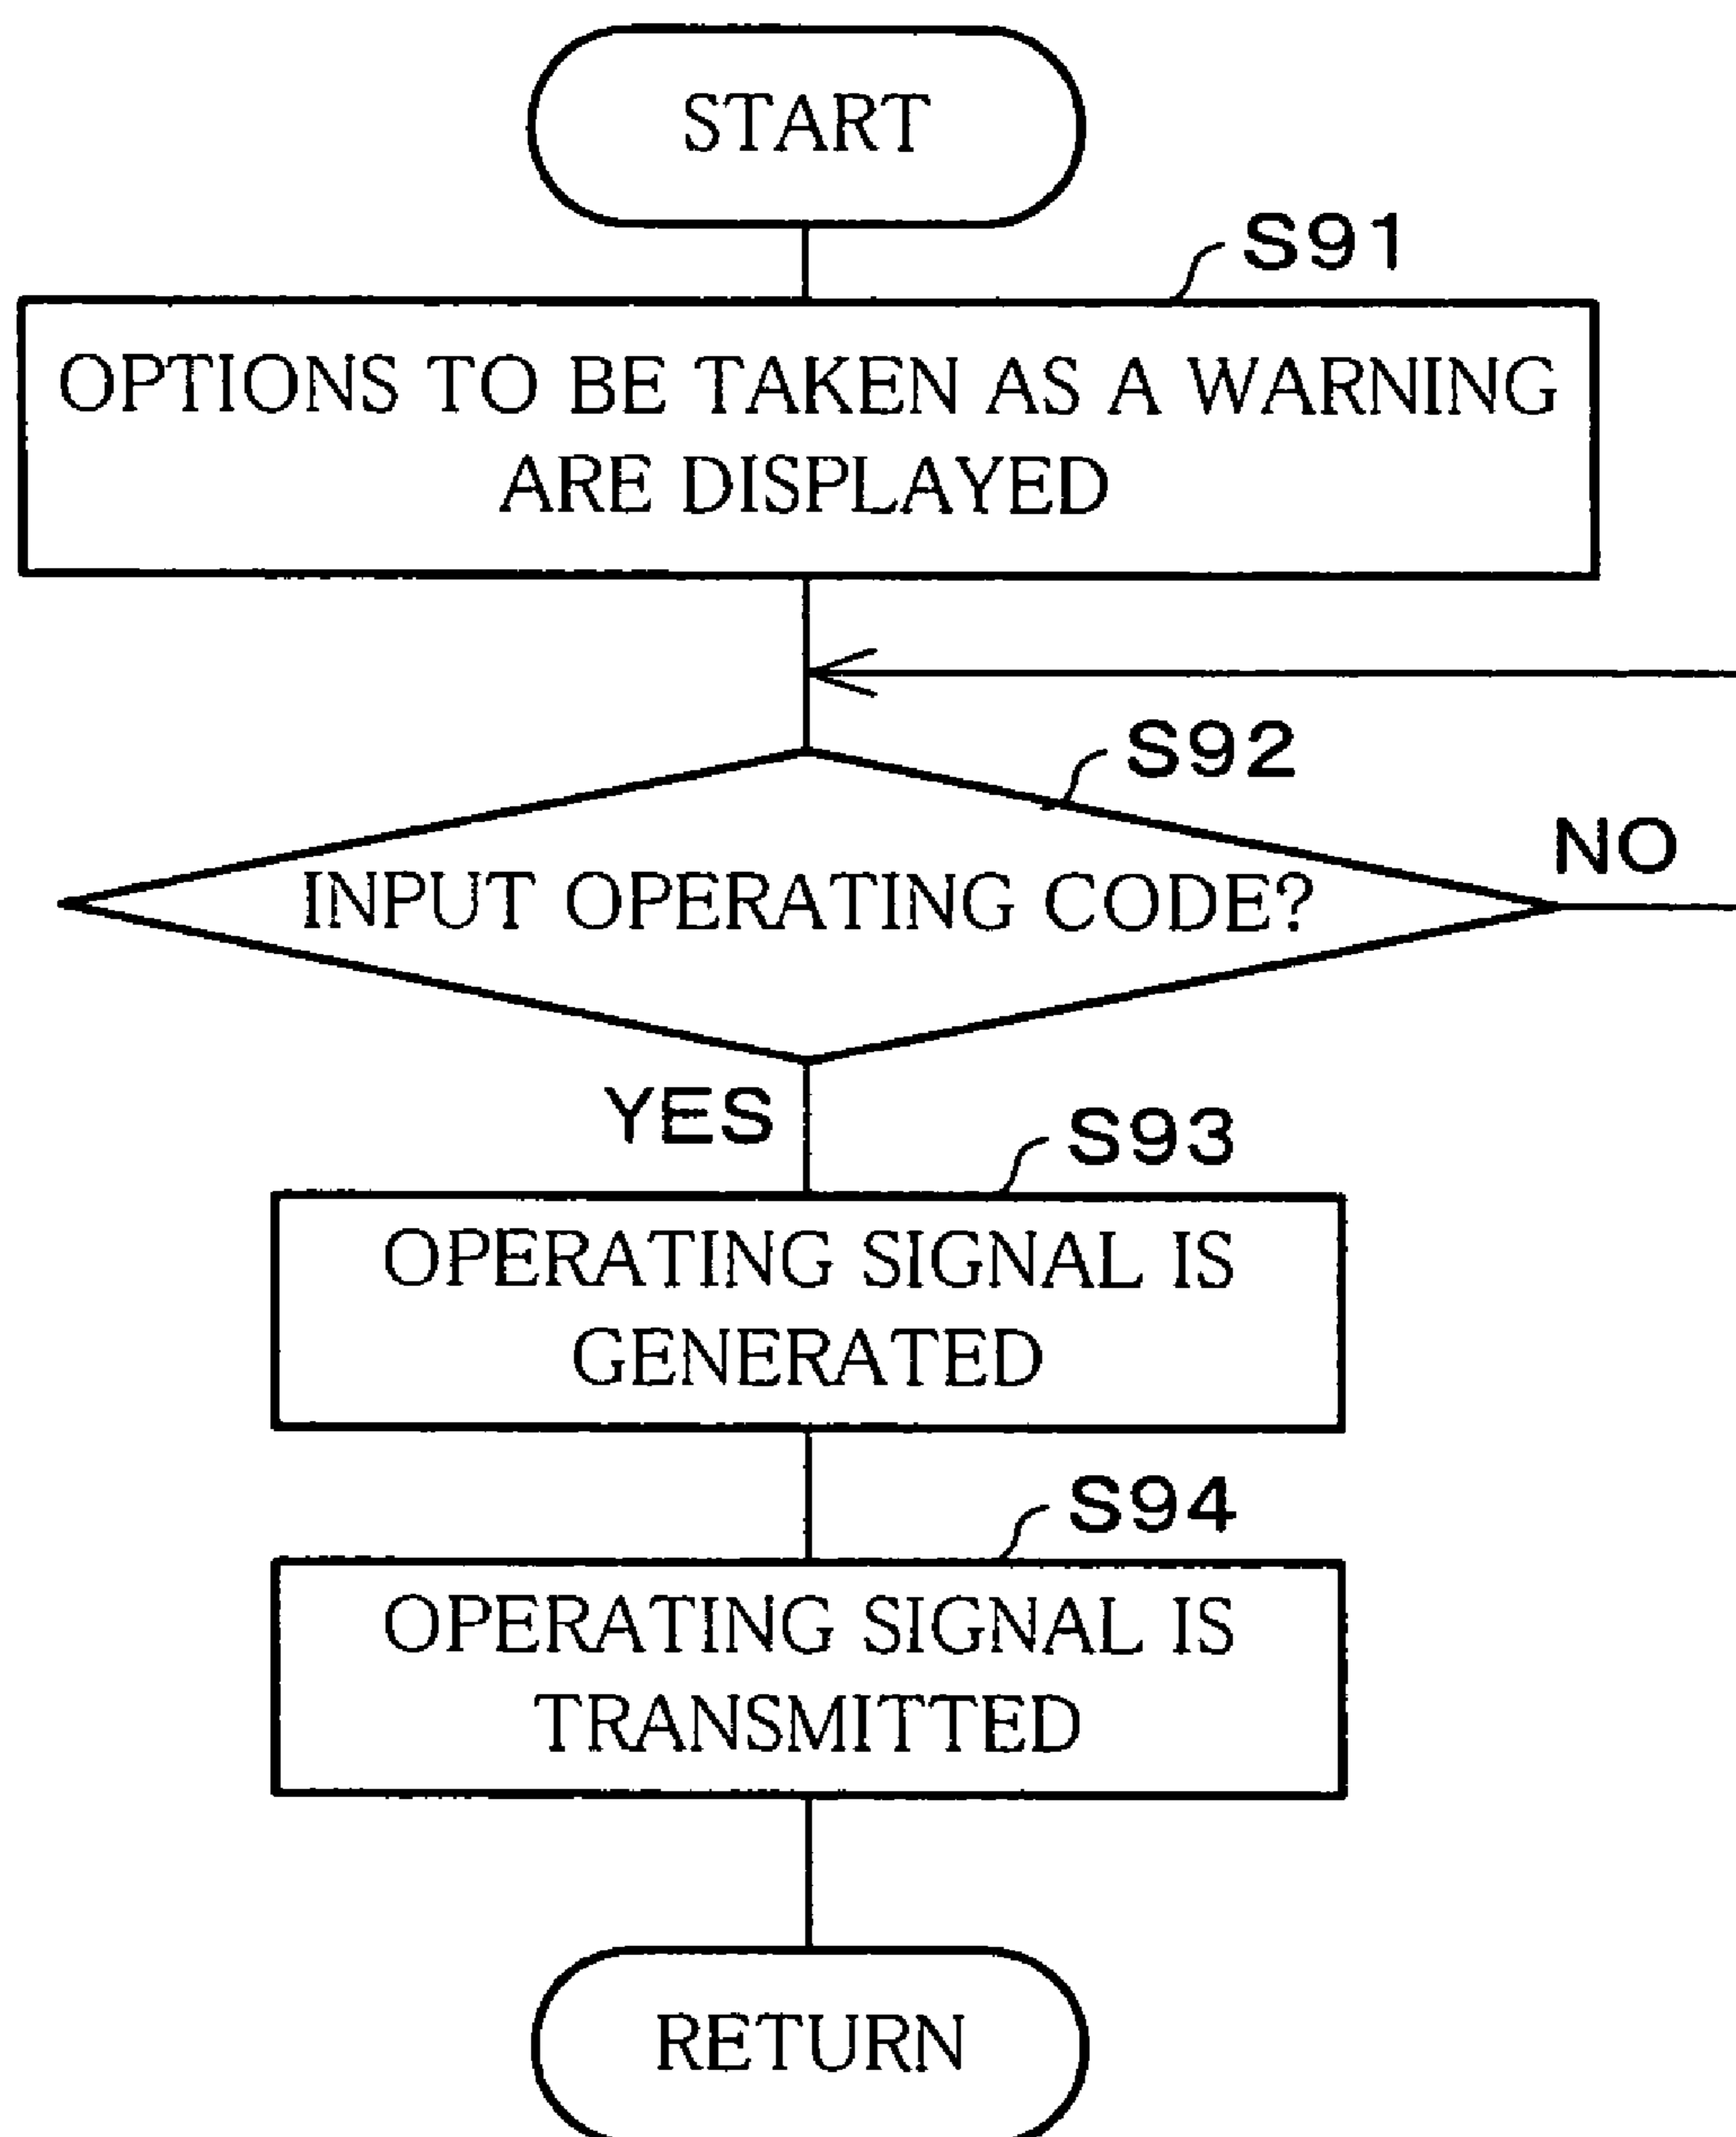 START
S91
OPTIONS TO BE TAKEN AS A WARNING
ARE DISPLAYED
S92
NO
INPUT OPERATING CODE?
YES
S93
OPERATING SIGNAL IS
GENERATED
S94
OPERATING SIGNAL IS
TRANSMITTED
RETURN